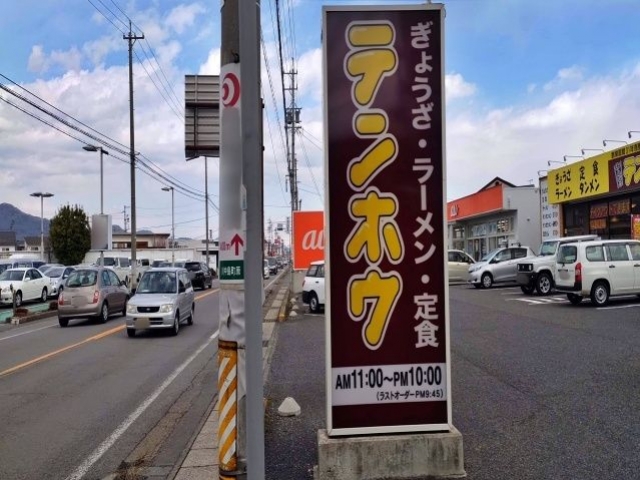 テンホウ
ぎょうざ・ラーメン・定食
AM11:00~PM10:00
(ラストオーダーPM9:45)
au
ぎょうざ 定食
ラーメン タンメン